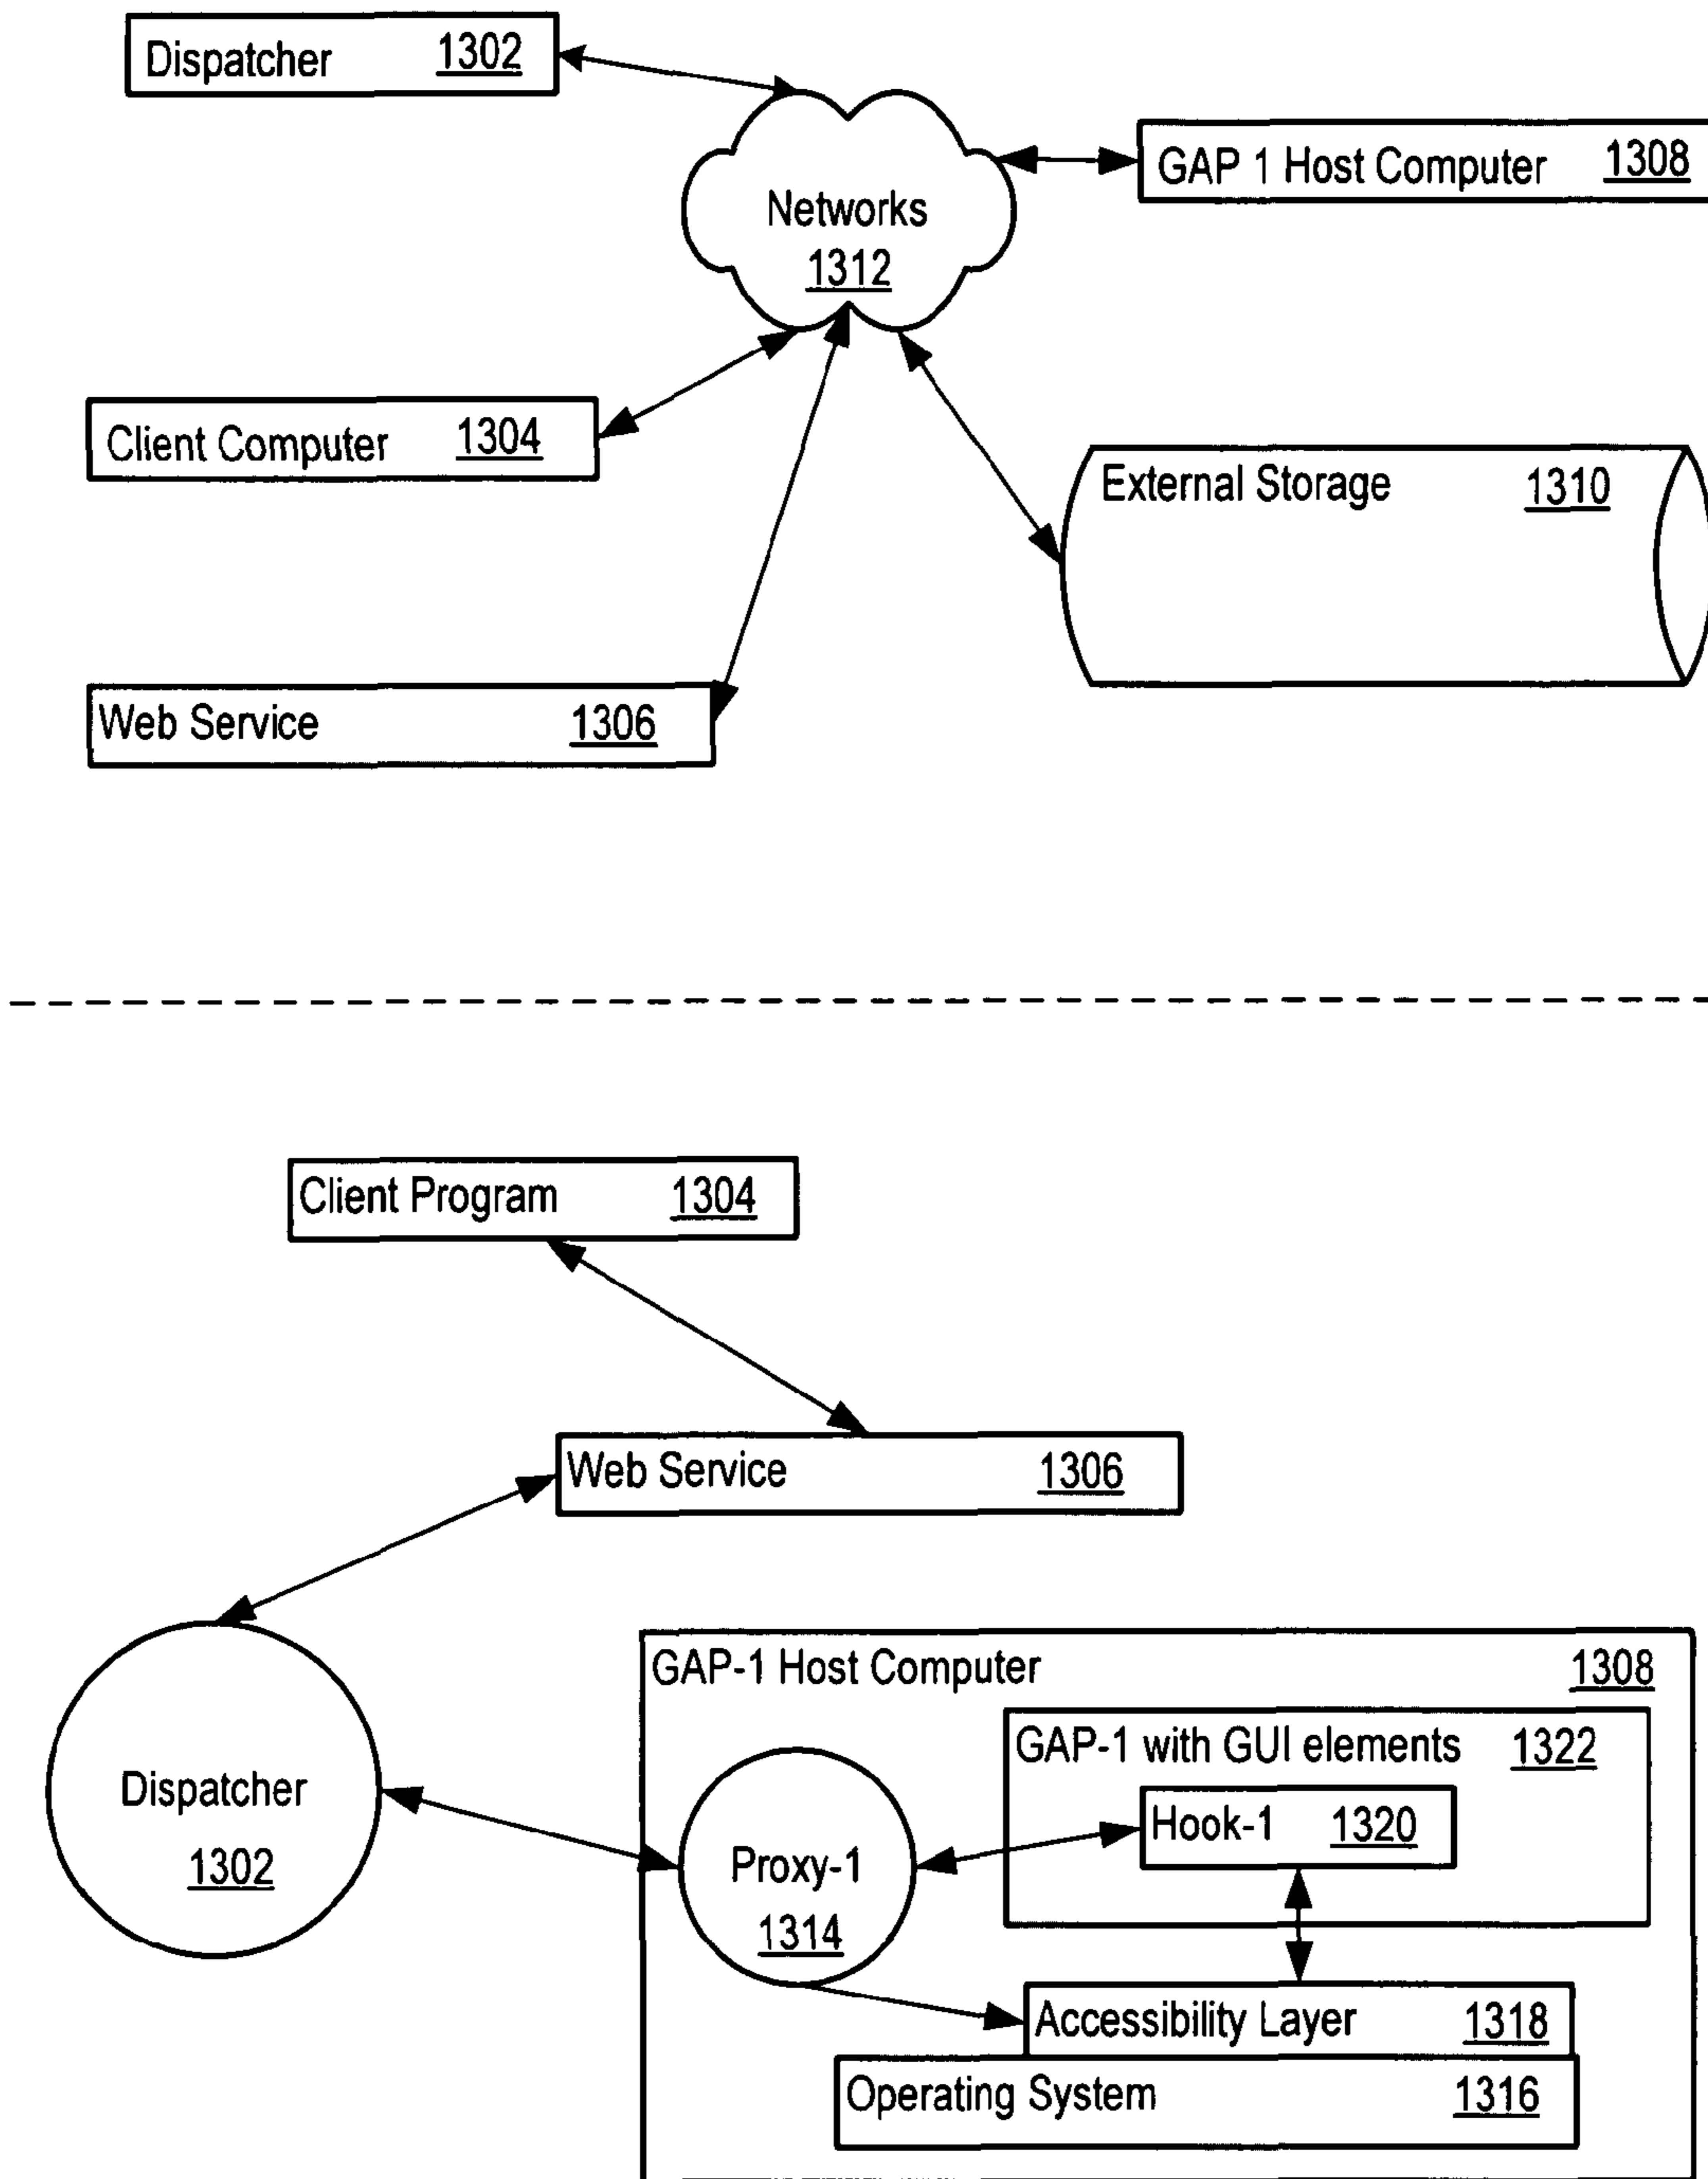 Dispatcher 1302
GAP 1 Host Computer 1308
Networks
1312
Client Computer 1304
External Storage 1310
Web Service 1306
Client Program 1304
Web Service 1306
GAP-1 Host Computer 1308
GAP-1 with GUI elements 1322
Dispatcher
1302
Hook-1 1320
Proxy-1
1314
Accessibility Layer 1318
Operating System 1316